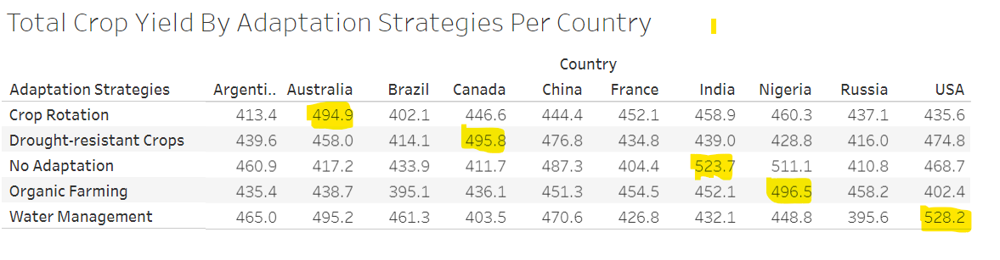 Total Crop Yield By Adaptation Strategies Per Country
Country
Adaptation Strategies Argenti.. Australia Brazil Canada China France India Nigeria Russia USA
Crop Rotation 413.4 494.9 402.1 446.6 444.4 452.1 458.9 460.3 437.1 435.6
Drought-resistant Crops 439.6 458.0 414.1 495.8 476.8 434.8 439.0 428.8 416.0 474.8
No Adaptation 460.9 417.2 433.9 411.7 487.3 404.4 523.7 511.1 410.8 468.7
Organic Farming 435.4 438.7 395.1 436.1 451.3 454.5 452.1 496.5 458.2 402.4
Water Management 465.0 495.2 461.3 403.5 470.6 426.8 432.1 448.8 395.6 528.2